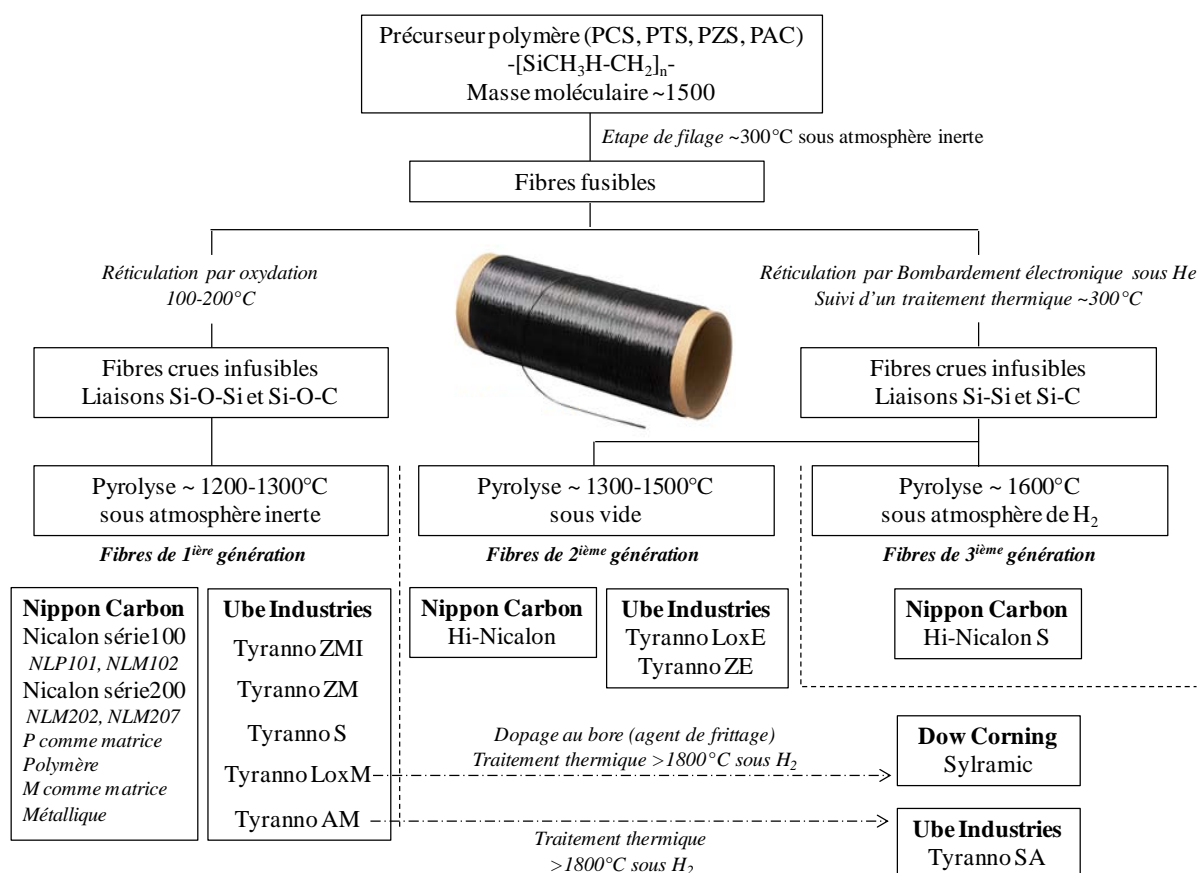 Précurseur polymère (PCS, PTS, PZS, PAC)
-[SiCH₃H-CH₂]ₙ-
Masse moléculaire ~1500
Etape de filage ~300°C sous atmosphère inerte
Fibres fusibles
Réticulation par oxydation
100-200°C
Réticulation par Bombardement électronique sous He
Suivi d'un traitement thermique ~300°C
Fibres crues infusibles
Liaisons Si-O-Si et Si-O-C
Fibres crues infusibles
Liaisons Si-Si et Si-C
Pyrolyse ~ 1200-1300°C
sous atmosphère inerte
Pyrolyse ~ 1300-1500°C
sous vide
Pyrolyse ~ 1600°C
sous atmosphère de H₂
Fibres de 1ière génération
Fibres de 2ième génération
Fibres de 3ième génération
Nippon Carbon
Nicalon série100
NLP101, NLM102
Nicalon série200
NLM202, NLM207
P comme matrice
Polymère
M comme matrice
Métallique
Ube Industries
Tyranno ZMI
Tyranno ZM
Tyranno S
Tyranno LoxM
Tyranno AM
Nippon Carbon
Hi-Nicalon
Ube Industries
Tyranno LoxE
Tyranno ZE
Nippon Carbon
Hi-Nicalon S
Dopage au bore (agent de frittage)
Traitement thermique >1800°C sous H₂
Dow Corning
Sylramic
Traitement thermique
>1800°C sous H₂
Ube Industries
Tyranno SA